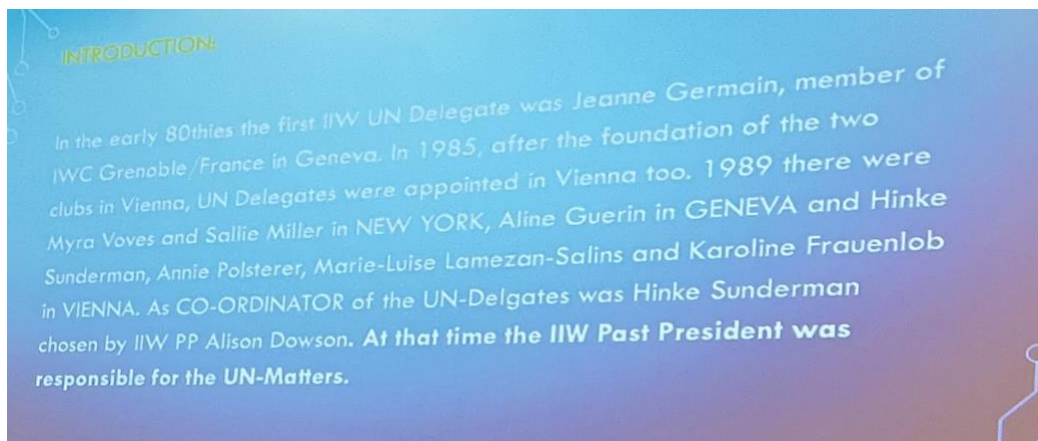 INTRODUCTION:
In the early 80thies the first IIW UN Delegate was Jeanne Germain, member of
IWC Grenoble/France in Geneva. In 1985, after the foundation of the two
clubs in Vienna, UN Delegates were appointed in Vienna too. 1989 there were
Myra Voves and Sallie Miller in NEW YORK, Aline Guerin in GENEVA and Hinke
Sunderman, Annie Polsterer, Marie-Luise Lamezan-Salins and Karoline Frauenlob
in VIENNA. As CO-ORDINATOR of the UN-Delgates was Hinke Sunderman
chosen by IIW PP Alison Dowson. At that time the IIW Past President was
responsible for the UN-Matters.